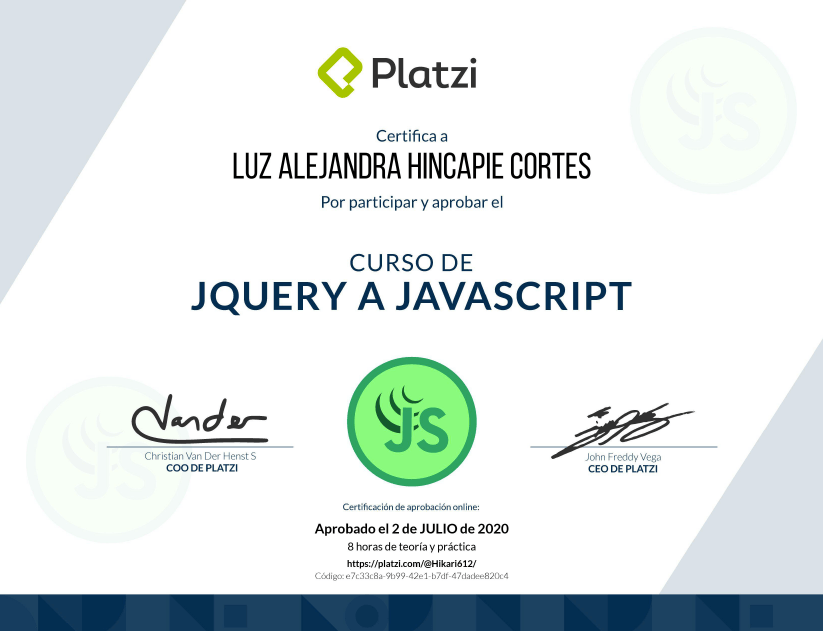 Platzi
Certifica a
LUZ ALEJANDRA HINCAPIE CORTES
Por participar y aprobar el
CURSO DE
JQUERY A JAVASCRIPT
JS
Vander
Christian Van Der Henst S
COO DE PLATZI
John Freddy Vega
CEO DE PLATZI
Certificación de aprobación online:
Aprobado el 2 de JULIO de 2020
8 horas de teoría y práctica
https://platzi.com/@Hikari612/
Código: e7c33c8a-9b99-42e1-b7df-47dadee820c4